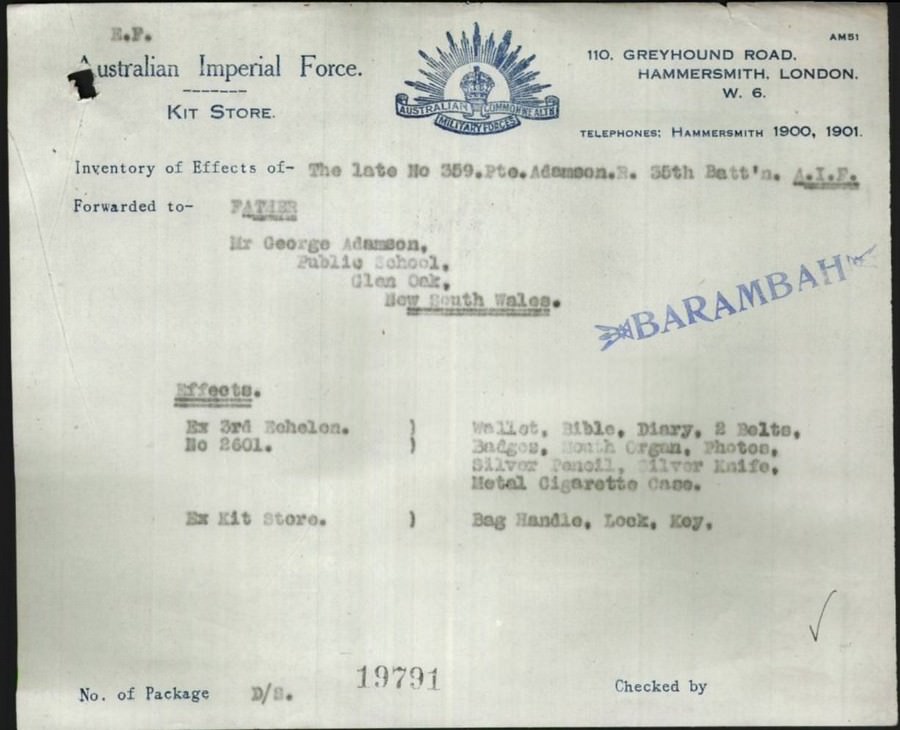 E.F.
AM51
Australian Imperial Force.
Kit Store.
AUSTRALIAN COMMONWEALTH
MILITARY FORCES
110. GREYHOUND ROAD.
HAMMERSMITH. LONDON.
W. 6.
TELEPHONES: HAMMERSMITH 1900, 1901.
Inventory of Effects of- The late No 359.Pte.Adamson.R. 35th Batt'n. A.I.F.
Forwarded to- FATHER
Mr George Adamson,
Public School,
Glen Oak,
New South Wales.
BARAMBAH
Effects.
Ex 3rd Echelon. ) Wallet, Bible, Diary, 2 Belts,
No 2601. ) Badges, Mouth Organ, Photos,
Silver Pencil, Silver Knife,
Metal Cigarette Case.
Ex Kit Store. ) Bag Handle, Lock, Key,
No. of Package D/S. 19791 Checked by